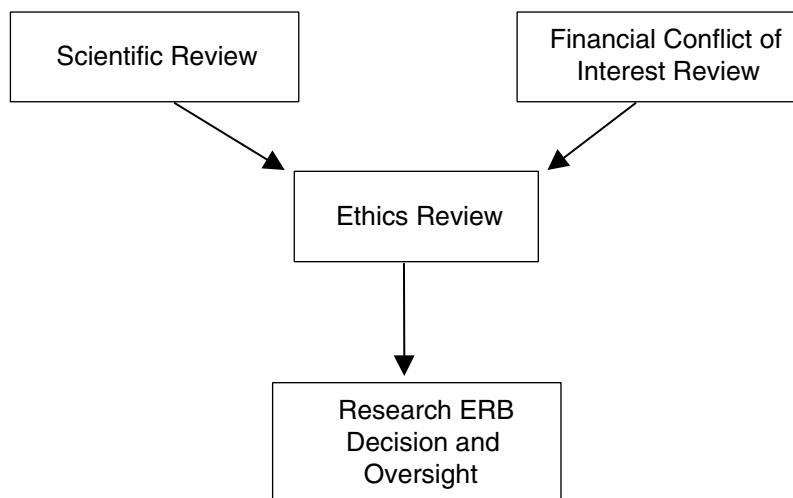 Scientific Review
Financial Conflict of
Interest Review
Ethics Review
Research ERB
Decision and
Oversight